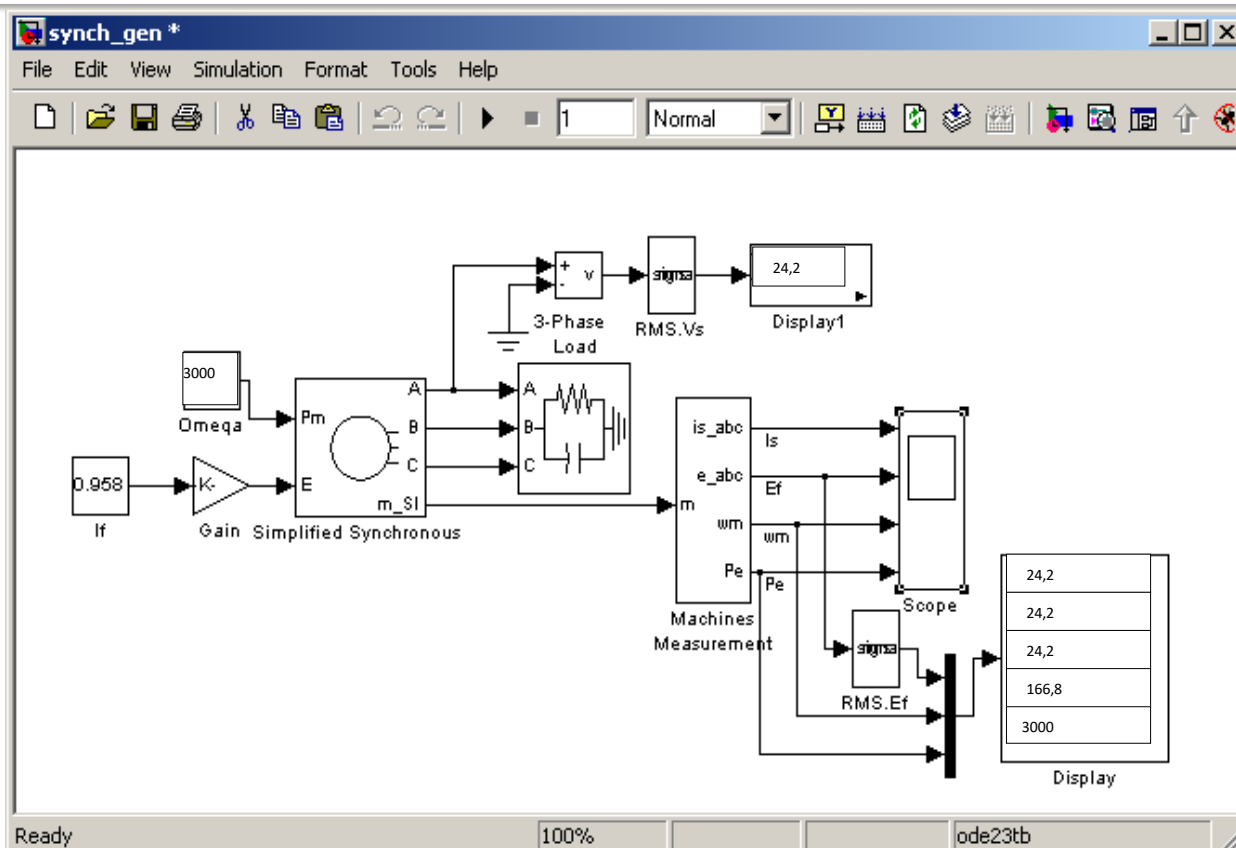 synch_gen *
File Edit View Simulation Format Tools Help
1 Normal
24,2
Display1
+
v
-
3-Phase
Load
RMS.Vs
3000
Omega
Pm
E
A
B
C
m_SI
Simplified Synchronous
0.958
If
K-
Gain
A
B
C
m
is_abc
e_abc
wm
Pe
Machines
Measurement
Is
Ef
wm
Pe
Scope
RMS.Ef
24,2
24,2
24,2
166,8
3000
Display
Ready 100% ode23tb